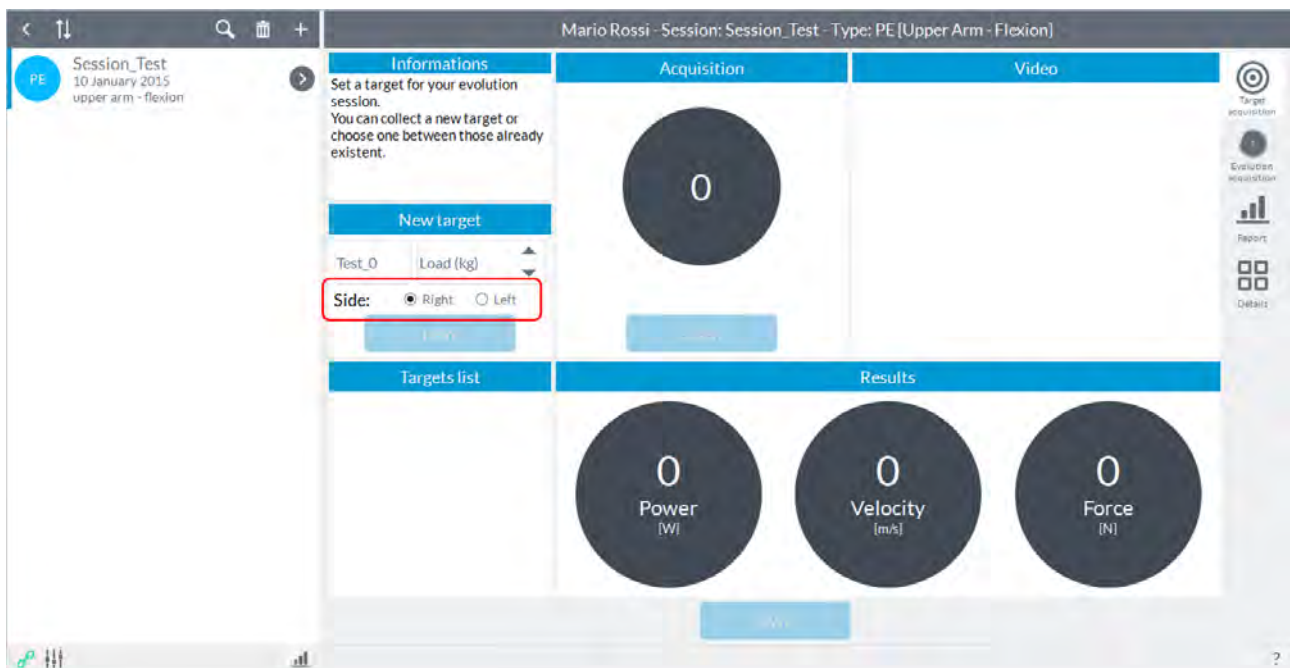 Mario Rossi - Session: Session_Test - Type: PE [Upper Arm - Flexion]
PE
Session_Test
10 January 2015
upper arm - flexion
Informations
Set a target for your evolution
session.
You can collect a new target or
choose one between those already
existent.
New target
Test_0
Load (kg)
Side:
Right
Left
Targets list
Acquisition
0
Video
Results
0
Power
[W]
0
Velocity
[m/s]
0
Force
[N]
Target
acquisition
Evolution
acquisition
Report
Details
?